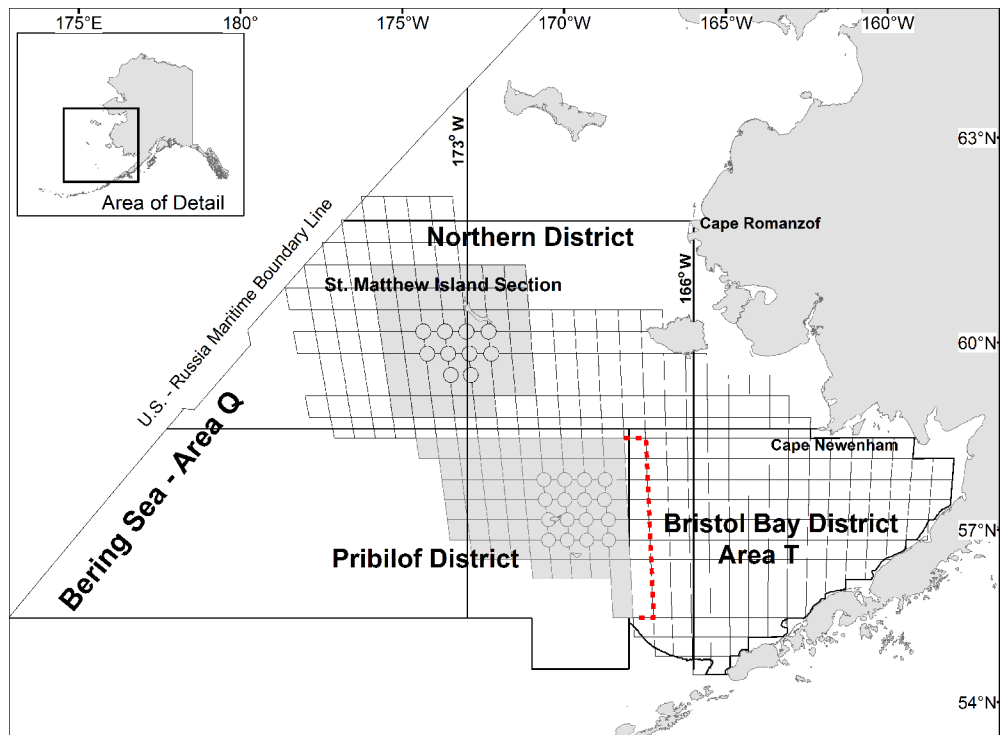 175°E
180°
175°W
170°W
165°W
160°W
Area of Detail
63°N
173° W
U.S. - Russia Maritime Boundary Line
Cape Romanzof
Northern District
166° W
St. Matthew Island Section
60°N
Bering Sea - Area Q
Cape Newenham
Bristol Bay District
Area T
57°N
Pribilof District
54°N